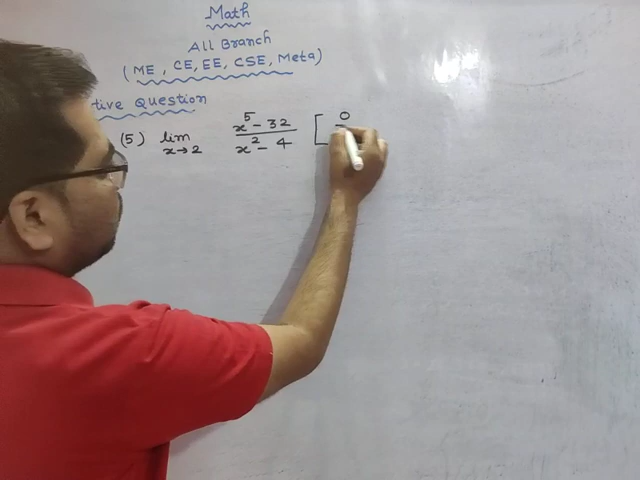 Math
All Branch
(ME, CE, EE, CSE, Meta)
tive Question
(5) lim x→2 x⁵ - 32 / x² - 4 [ 0